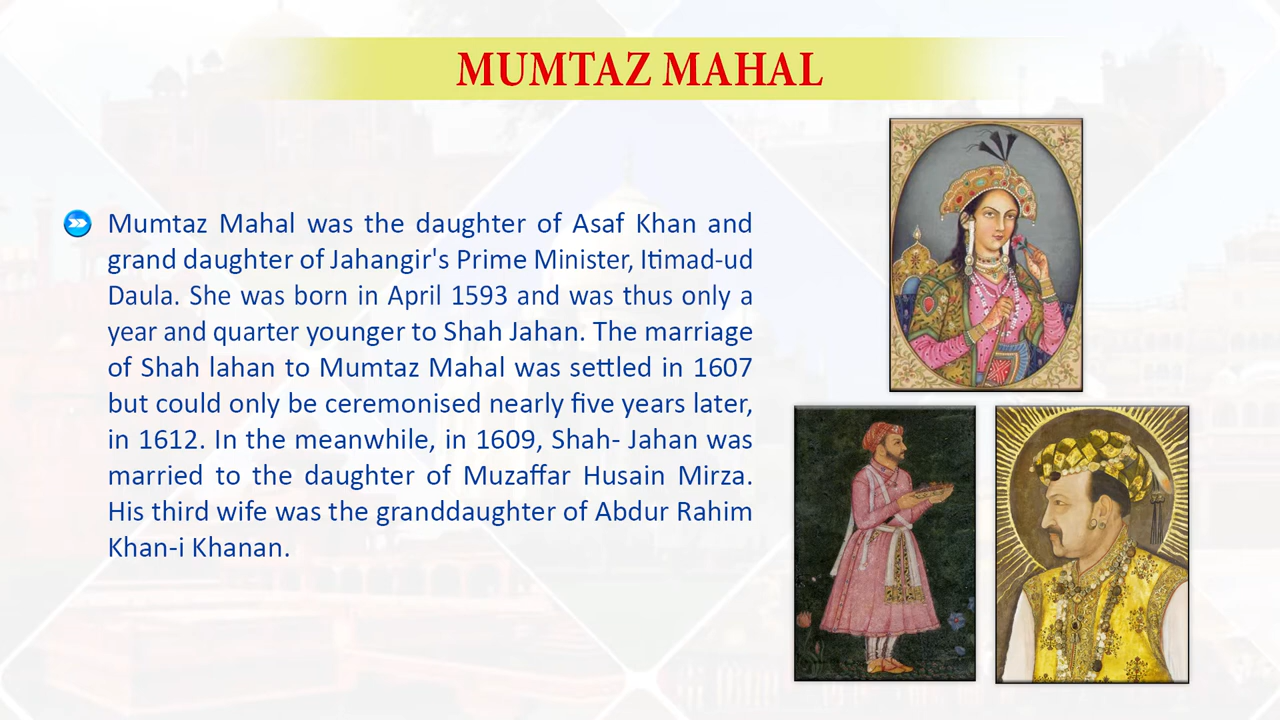 MUMTAZ MAHAL
Mumtaz Mahal was the daughter of Asaf Khan and
grand daughter of Jahangir's Prime Minister, Itimad-ud
Daula. She was born in April 1593 and was thus only a
year and quarter younger to Shah Jahan. The marriage
of Shah lahan to Mumtaz Mahal was settled in 1607
but could only be ceremonised nearly five years later,
in 1612. In the meanwhile, in 1609, Shah- Jahan was
married to the daughter of Muzaffar Husain Mirza.
His third wife was the granddaughter of Abdur Rahim
Khan-i Khanan.